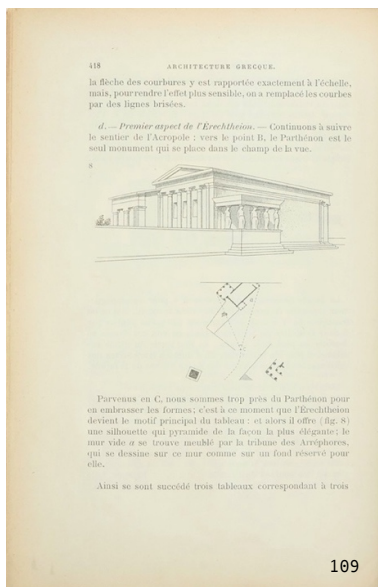 418
ARCHITECTURE GRECQUE.
la flèche des courbures y est rapportée exactement à l'échelle,
mais, pour rendre l'effet plus sensible, on a remplacé les courbes
par des lignes brisées.
d. — Premier aspect de l'Érechtheion. — Continuons à suivre
le sentier de l'Acropole : vers le point B, le Parthénon est le
seul monument qui se place dans le champ de la vue.
8
Parvenus en C, nous sommes trop près du Parthénon pour
en embrasser les formes; c'est à ce moment que l'Erechtheion
devient le motif principal du tableau : et alors il offre (fig. 8)
une silhouette qui pyramide de la façon la plus élégante; le
mur vide a se trouve meublé par la tribune des Arréphores,
qui se dessine sur ce mur comme sur un fond réservé pour
elle.
Ainsi se sont succédé trois tableaux correspondant à trois
109